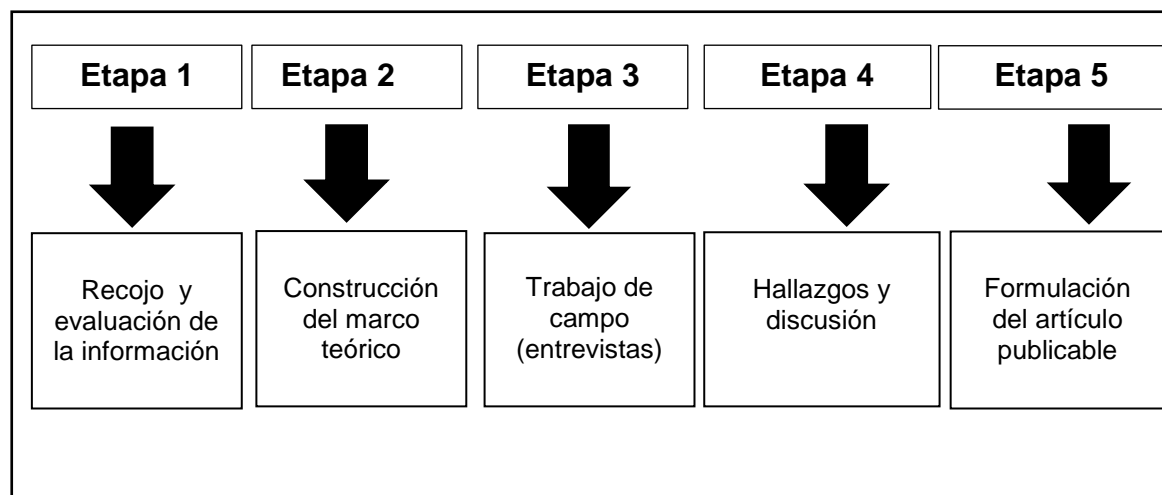 Etapa 1
Etapa 2
Etapa 3
Etapa 4
Etapa 5
Recojo y
evaluación de
la información
Construcción
del marco
teórico
Trabajo de
campo
(entrevistas)
Hallazgos y
discusión
Formulación
del artículo
publicable